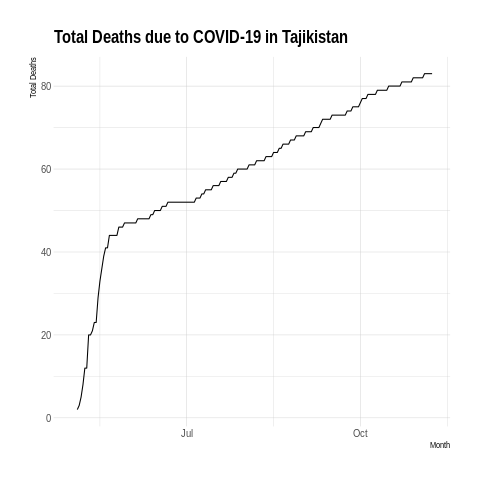 Total Deaths due to COVID-19 in Tajikistan
Total Deaths
80
60
40
20
0
Jul
Oct
Month